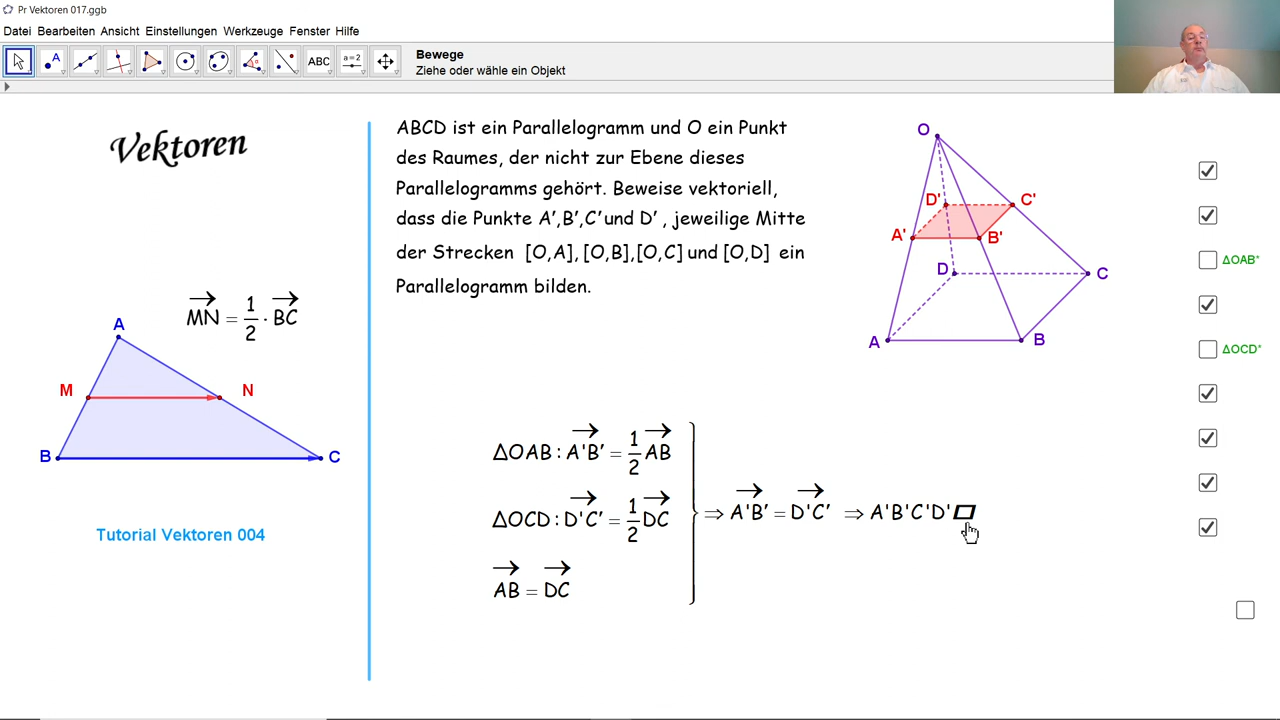 Pr Vektoren 017.ggb
Datei Bearbeiten Ansicht Einstellungen Werkzeuge Fenster Hilfe
A ABC a=2
Bewege
Ziehe oder wähle ein Objekt
Vektoren
MN = 1/2 · BC
A
M
N
B
C
Tutorial Vektoren 004
ABCD ist ein Parallelogramm und O ein Punkt
des Raumes, der nicht zur Ebene dieses
Parallelogramms gehört. Beweise vektoriell,
dass die Punkte A′,B′,C′und D′ , jeweilige Mitte
der Strecken [O,A], [O,B],[O,C] und [O,D] ein
Parallelogramm bilden.
O
D'
C'
A'
B'
D
C
A
B
ΔOAB*
ΔOCD*
ΔOAB : A'B′ = 1/2 AB
ΔOCD : D'C′ = 1/2 DC
AB = DC
⇒ A'B′ = D'C′ ⇒ A'B'C'D'▱